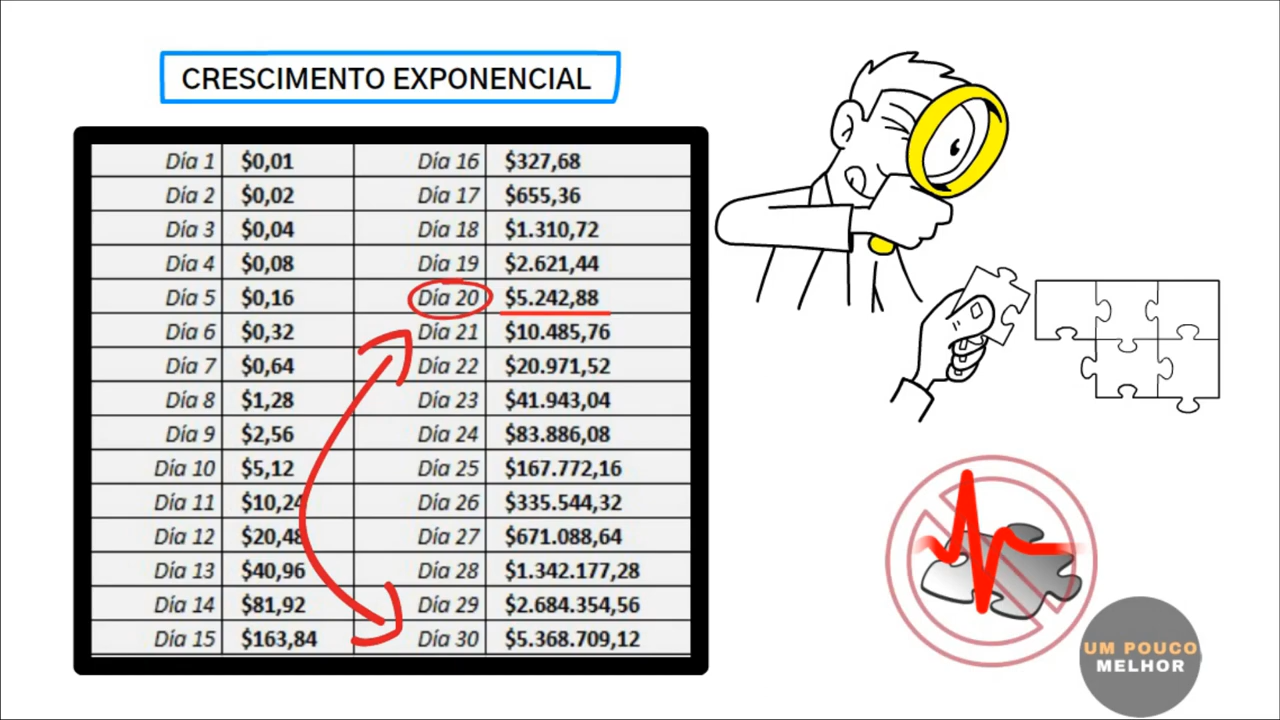 CRESCIMENTO EXPONENCIAL
Día 1 $0,01 Día 16 $327,68
Día 2 $0,02 Día 17 $655,36
Día 3 $0,04 Día 18 $1.310,72
Día 4 $0,08 Día 19 $2.621,44
Día 5 $0,16 Día 20 $5.242,88
Día 6 $0,32 Día 21 $10.485,76
Día 7 $0,64 Día 22 $20.971,52
Día 8 $1,28 Día 23 $41.943,04
Día 9 $2,56 Día 24 $83.886,08
Día 10 $5,12 Día 25 $167.772,16
Día 11 $10,24 Día 26 $335.544,32
Día 12 $20,48 Día 27 $671.088,64
Día 13 $40,96 Día 28 $1.342.177,28
Día 14 $81,92 Día 29 $2.684.354,56
Día 15 $163,84 Día 30 $5.368.709,12
UM POUCO
MELHOR